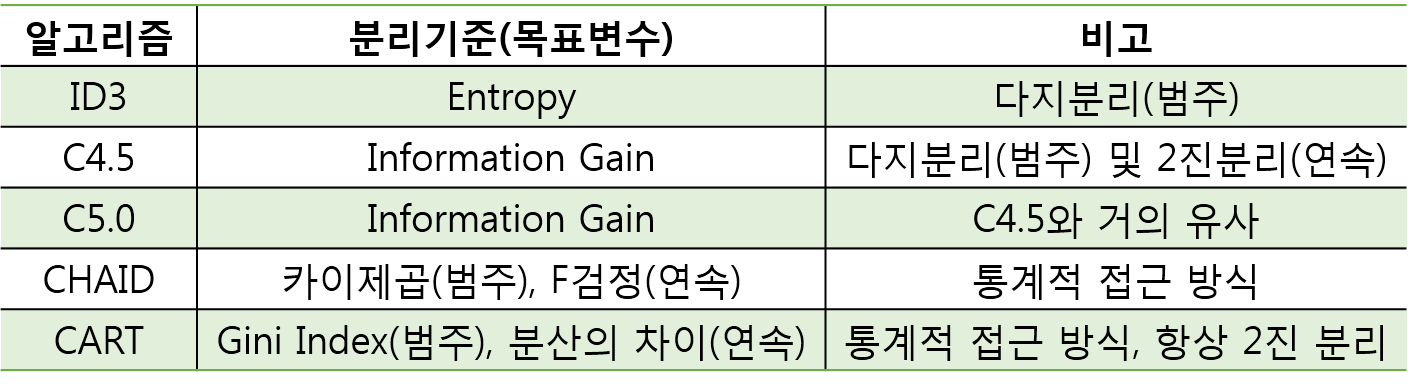 알고리즘 분리기준(목표변수) 비고
ID3 Entropy 다지분리(범주)
C4.5 Information Gain 다지분리(범주) 및 2진분리(연속)
C5.0 Information Gain C4.5와 거의 유사
CHAID 카이제곱(범주), F검정(연속) 통계적 접근 방식
CART Gini Index(범주), 분산의 차이(연속) 통계적 접근 방식, 항상 2진 분리